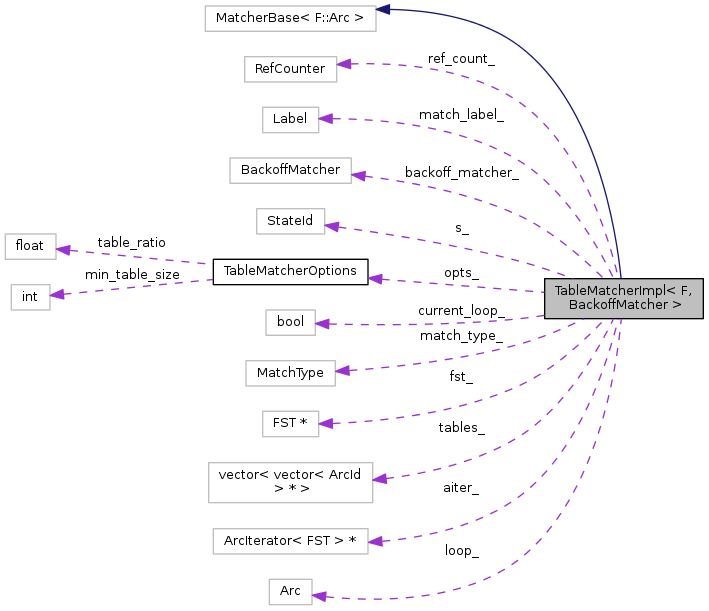 MatcherBase< F::Arc >
ref_count_
RefCounter
match_label_
Label
backoff_matcher_
BackoffMatcher
StateId
s_
float
table_ratio
TableMatcherOptions
opts_
min_table_size
int
TableMatcherImpl< F,
BackoffMatcher >
bool
current_loop_
match_type_
MatchType
fst_
FST *
tables_
vector< vector< ArcId
> * >
aiter_
ArcIterator< FST > *
loop_
Arc